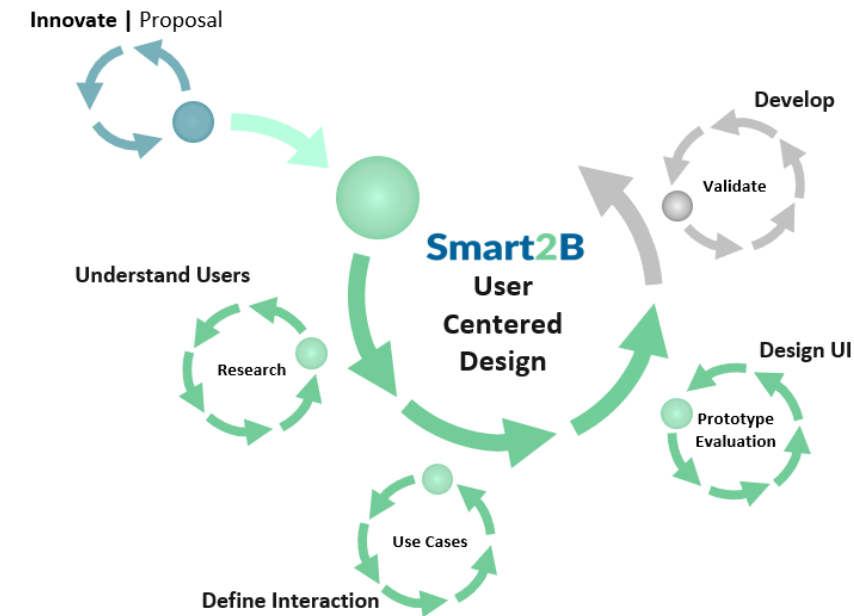 Innovate | Proposal
Develop
Validate
Smart2B
User
Centered
Design
Understand Users
Research
Design UI
Prototype
Evaluation
Use Cases
Define Interaction